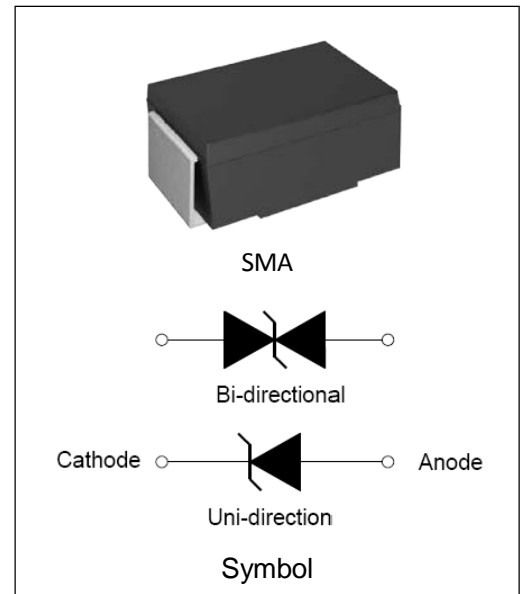 SMA
Bi-directional
Cathode Anode
Uni-direction
Symbol